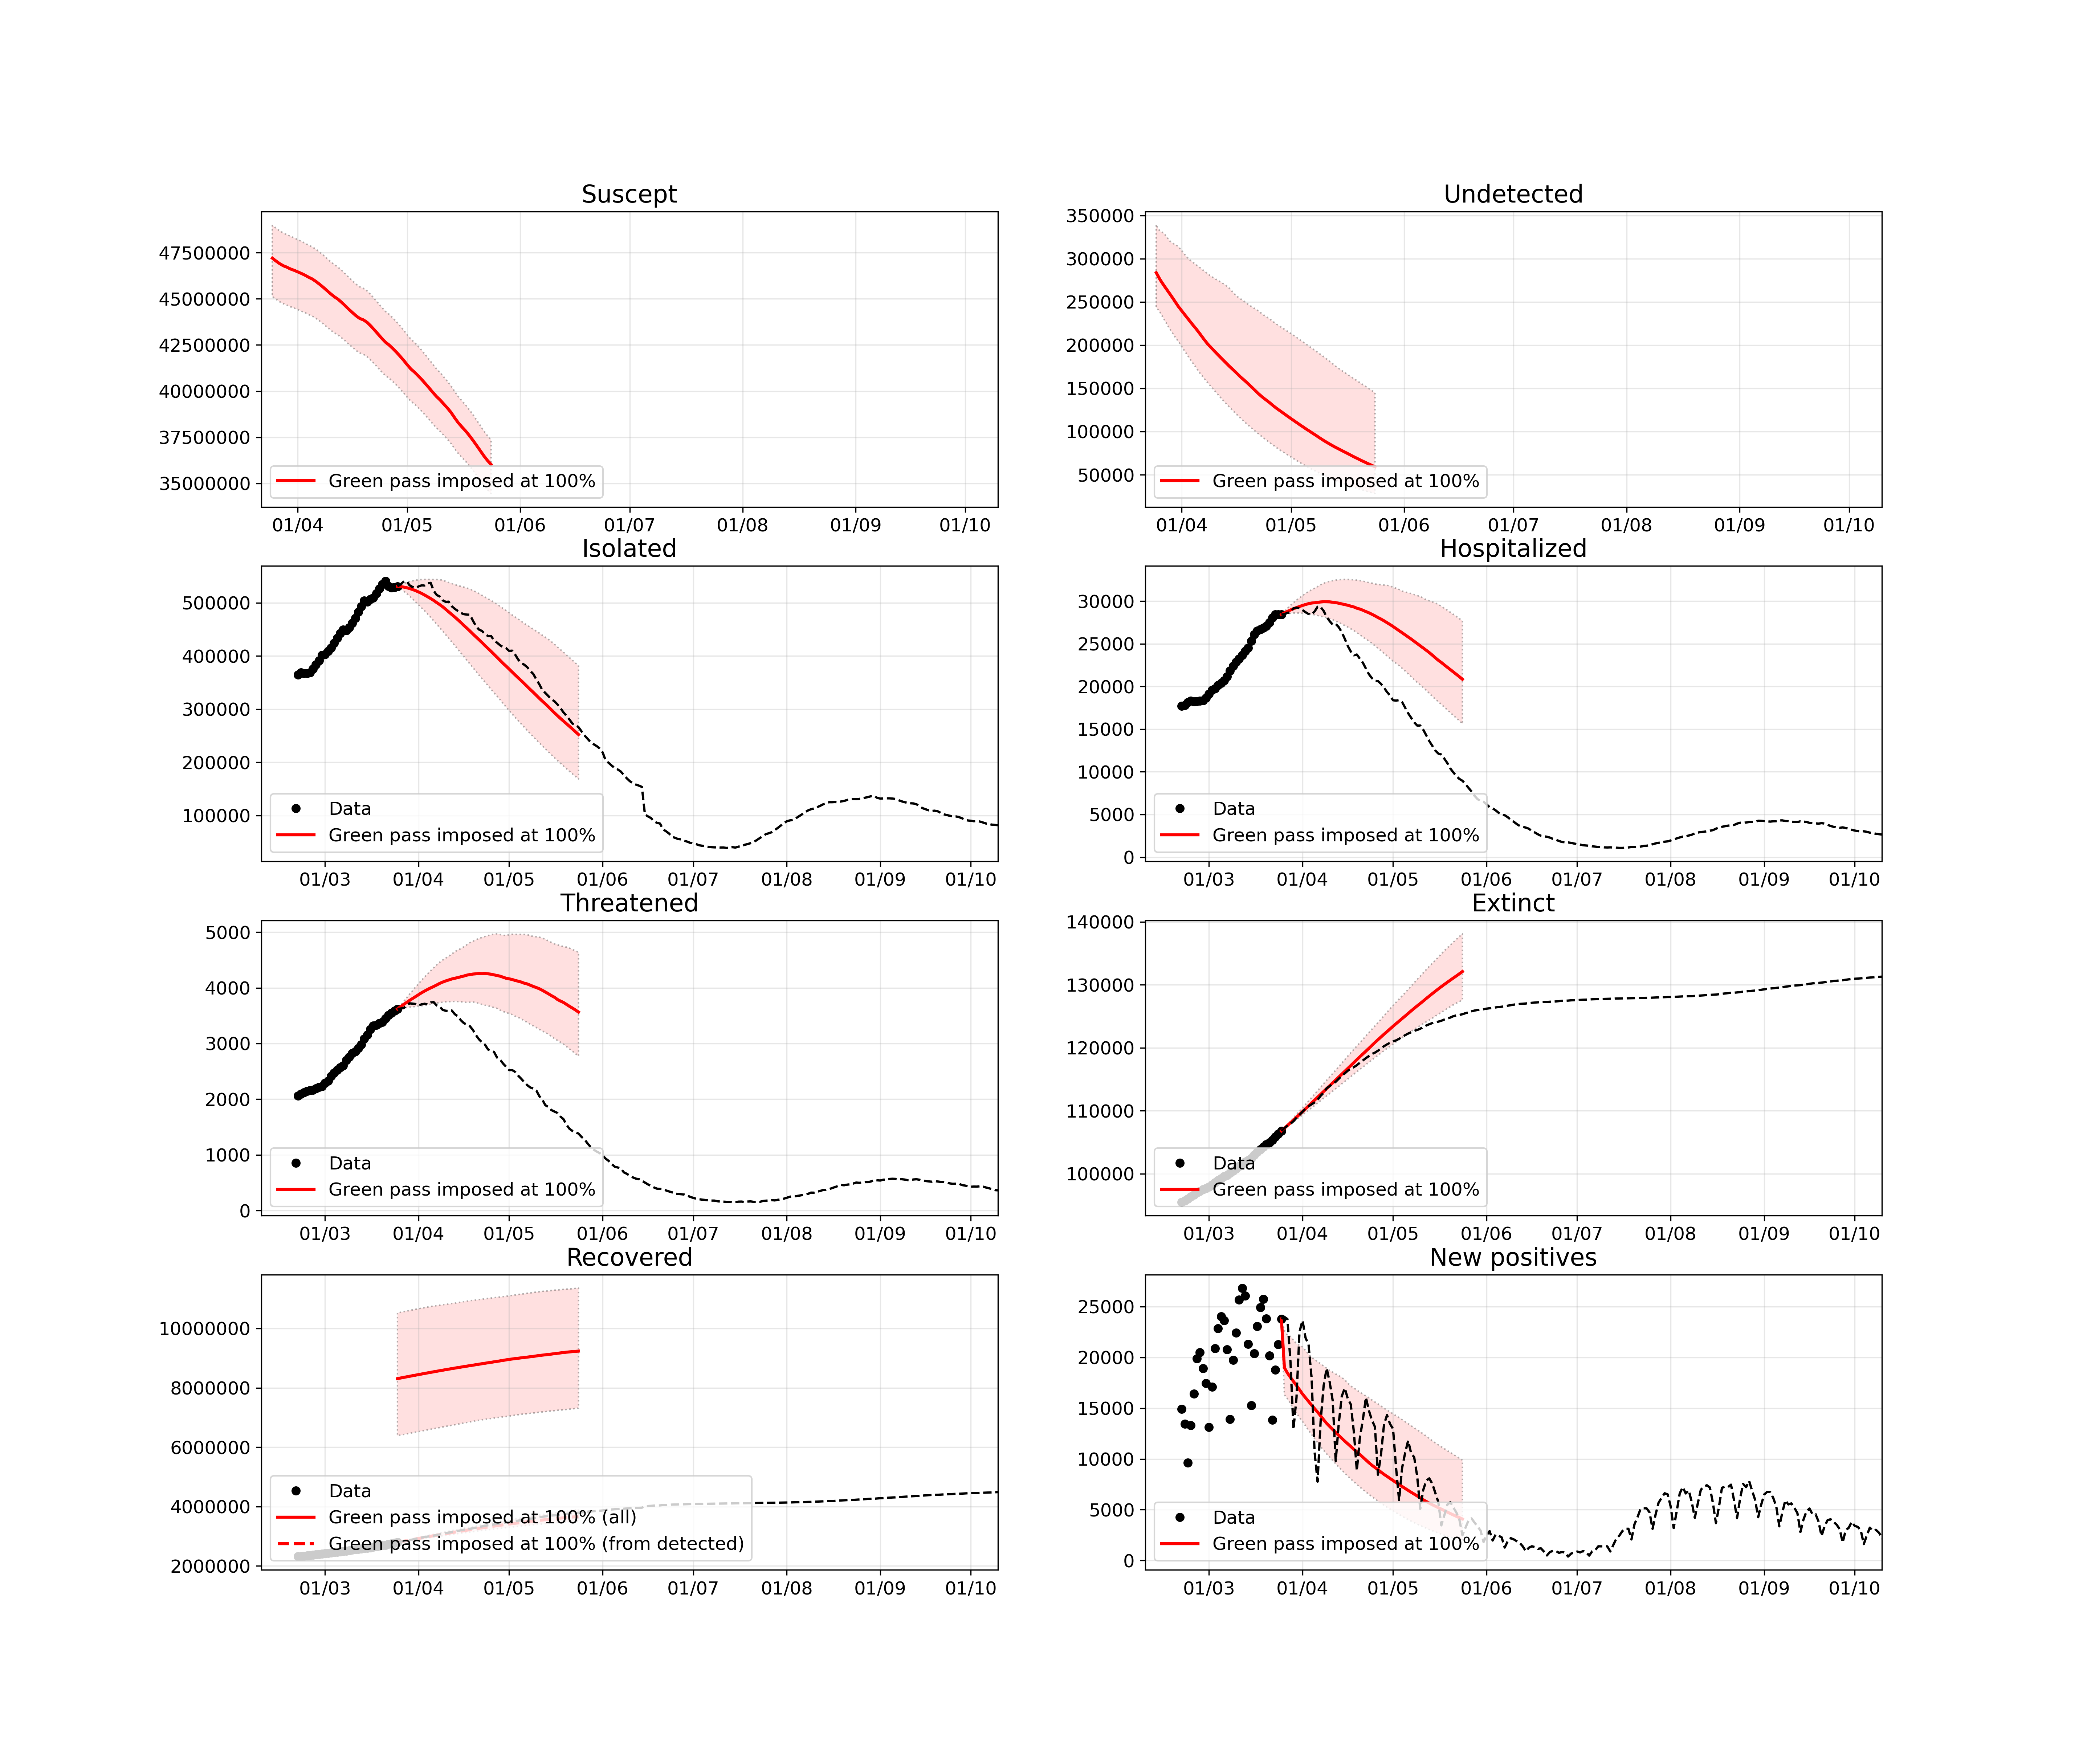 Suscept
47500000
45000000
42500000
40000000
37500000
35000000
Green pass imposed at 100%
01/04 01/05 01/06 01/07 01/08 01/09 01/10
Undetected
350000
300000
250000
200000
150000
100000
50000
Green pass imposed at 100%
01/04 01/05 01/06 01/07 01/08 01/09 01/10
Isolated
500000
400000
300000
200000
100000
Data
Green pass imposed at 100%
01/03 01/04 01/05 01/06 01/07 01/08 01/09 01/10
Hospitalized
30000
25000
20000
15000
10000
5000
0
Data
Green pass imposed at 100%
01/03 01/04 01/05 01/06 01/07 01/08 01/09 01/10
Threatened
5000
4000
3000
2000
1000
0
Data
Green pass imposed at 100%
01/03 01/04 01/05 01/06 01/07 01/08 01/09 01/10
Extinct
140000
130000
120000
110000
100000
Data
Green pass imposed at 100%
01/03 01/04 01/05 01/06 01/07 01/08 01/09 01/10
Recovered
10000000
8000000
6000000
4000000
2000000
Data
Green pass imposed at 100% (all)
Green pass imposed at 100% (from detected)
01/03 01/04 01/05 01/06 01/07 01/08 01/09 01/10
New positives
25000
20000
15000
10000
5000
0
Data
Green pass imposed at 100%
01/03 01/04 01/05 01/06 01/07 01/08 01/09 01/10